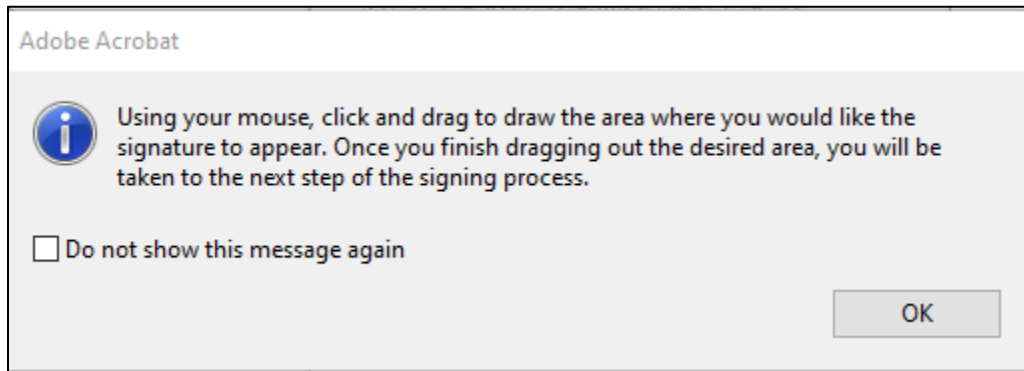 Adobe Acrobat
Using your mouse, click and drag to draw the area where you would like the
signature to appear. Once you finish dragging out the desired area, you will be
taken to the next step of the signing process.
Do not show this message again
OK